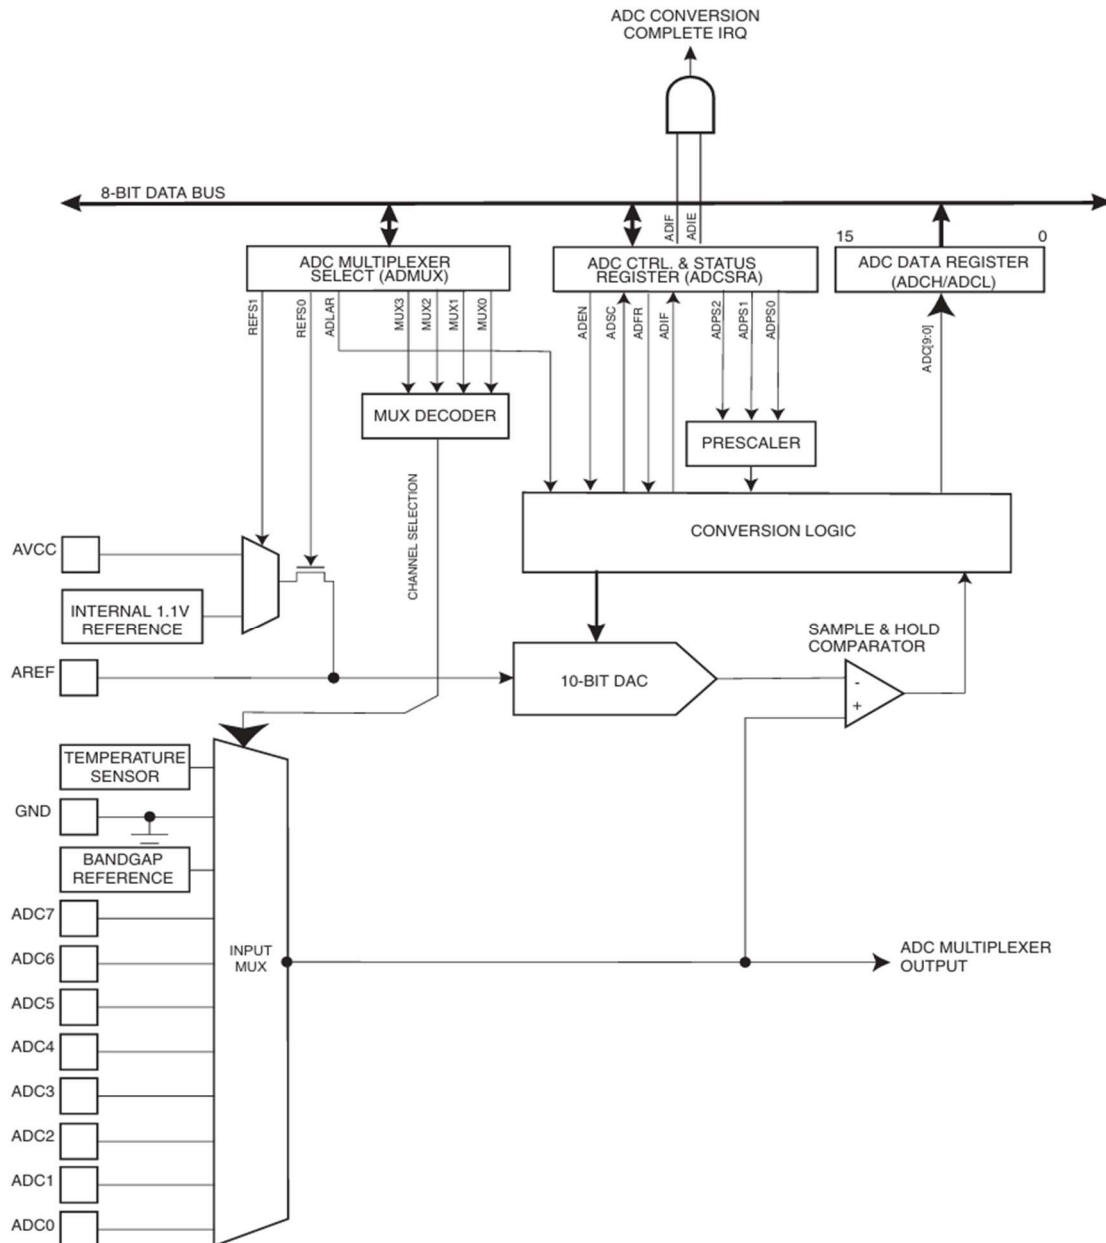 ADC CONVERSION
COMPLETE IRQ
8-BIT DATA BUS
ADIF
ADIE
15
0
ADC MULTIPLEXER
SELECT (ADMUX)
ADC CTRL. & STATUS
REGISTER (ADCSRA)
ADC DATA REGISTER
(ADCH/ADCL)
REFS1
REFS0
ADLAR
MUX3
MUX2
MUX1
MUX0
ADEN
ADSC
ADFR
ADIF
ADPS2
ADPS1
ADPS0
ADC[9:0]
MUX DECODER
PRESCALER
CHANNEL SELECTION
CONVERSION LOGIC
AVCC
INTERNAL 1.1V
REFERENCE
SAMPLE & HOLD
COMPARATOR
AREF
10-BIT DAC
-
+
TEMPERATURE
SENSOR
GND
BANDGAP
REFERENCE
ADC7
ADC6
ADC5
ADC4
ADC3
ADC2
ADC1
ADC0
INPUT
MUX
ADC MULTIPLEXER
OUTPUT